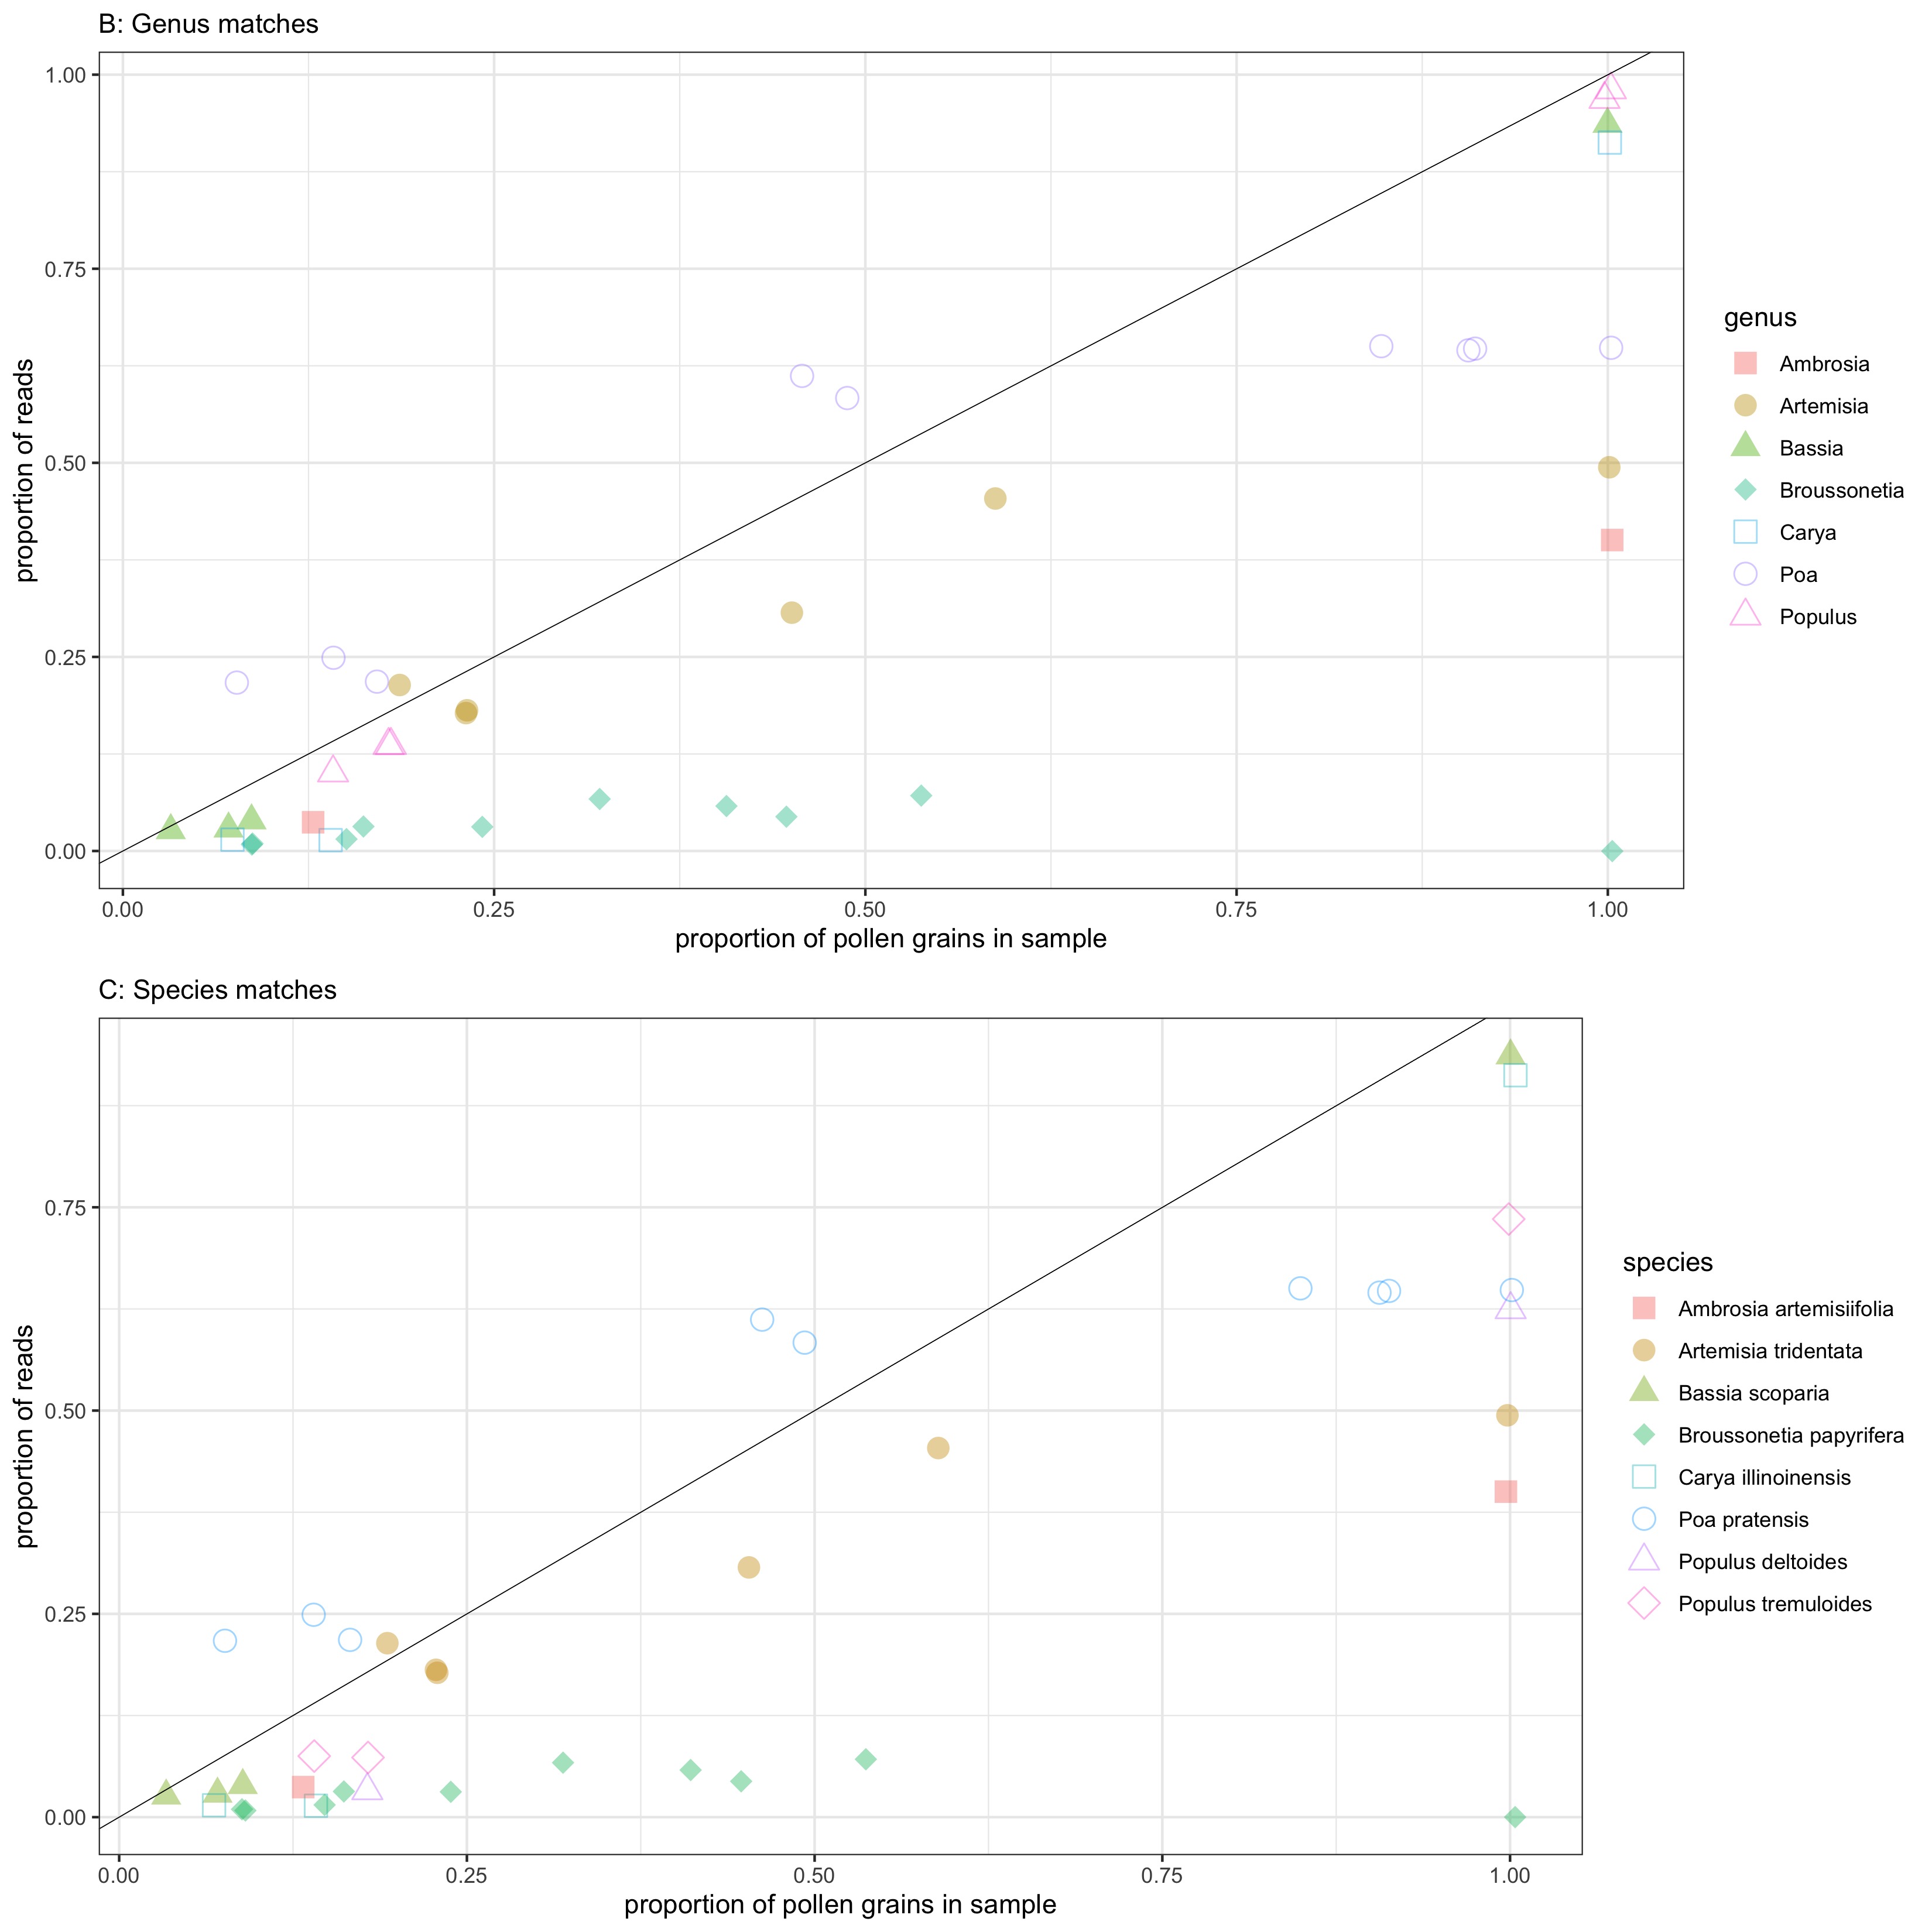 B: Genus matches
1.00
0.75
0.50
0.25
0.00
proportion of reads
0.00 0.25 0.50 0.75 1.00
proportion of pollen grains in sample
genus
Ambrosia
Artemisia
Bassia
Broussonetia
Carya
Poa
Populus
C: Species matches
0.75
0.50
0.25
0.00
proportion of reads
0.00 0.25 0.50 0.75 1.00
proportion of pollen grains in sample
species
Ambrosia artemisiifolia
Artemisia tridentata
Bassia scoparia
Broussonetia papyrifera
Carya illinoinensis
Poa pratensis
Populus deltoides
Populus tremuloides